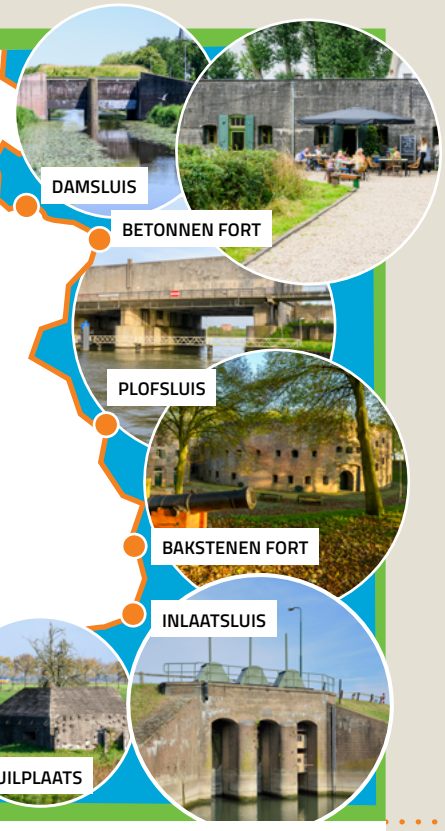 DAMSLUIS
BETONNEN FORT
PLOFSLUIS
BAKSTENEN FORT
INLAATSLUIS
UILPLAATS